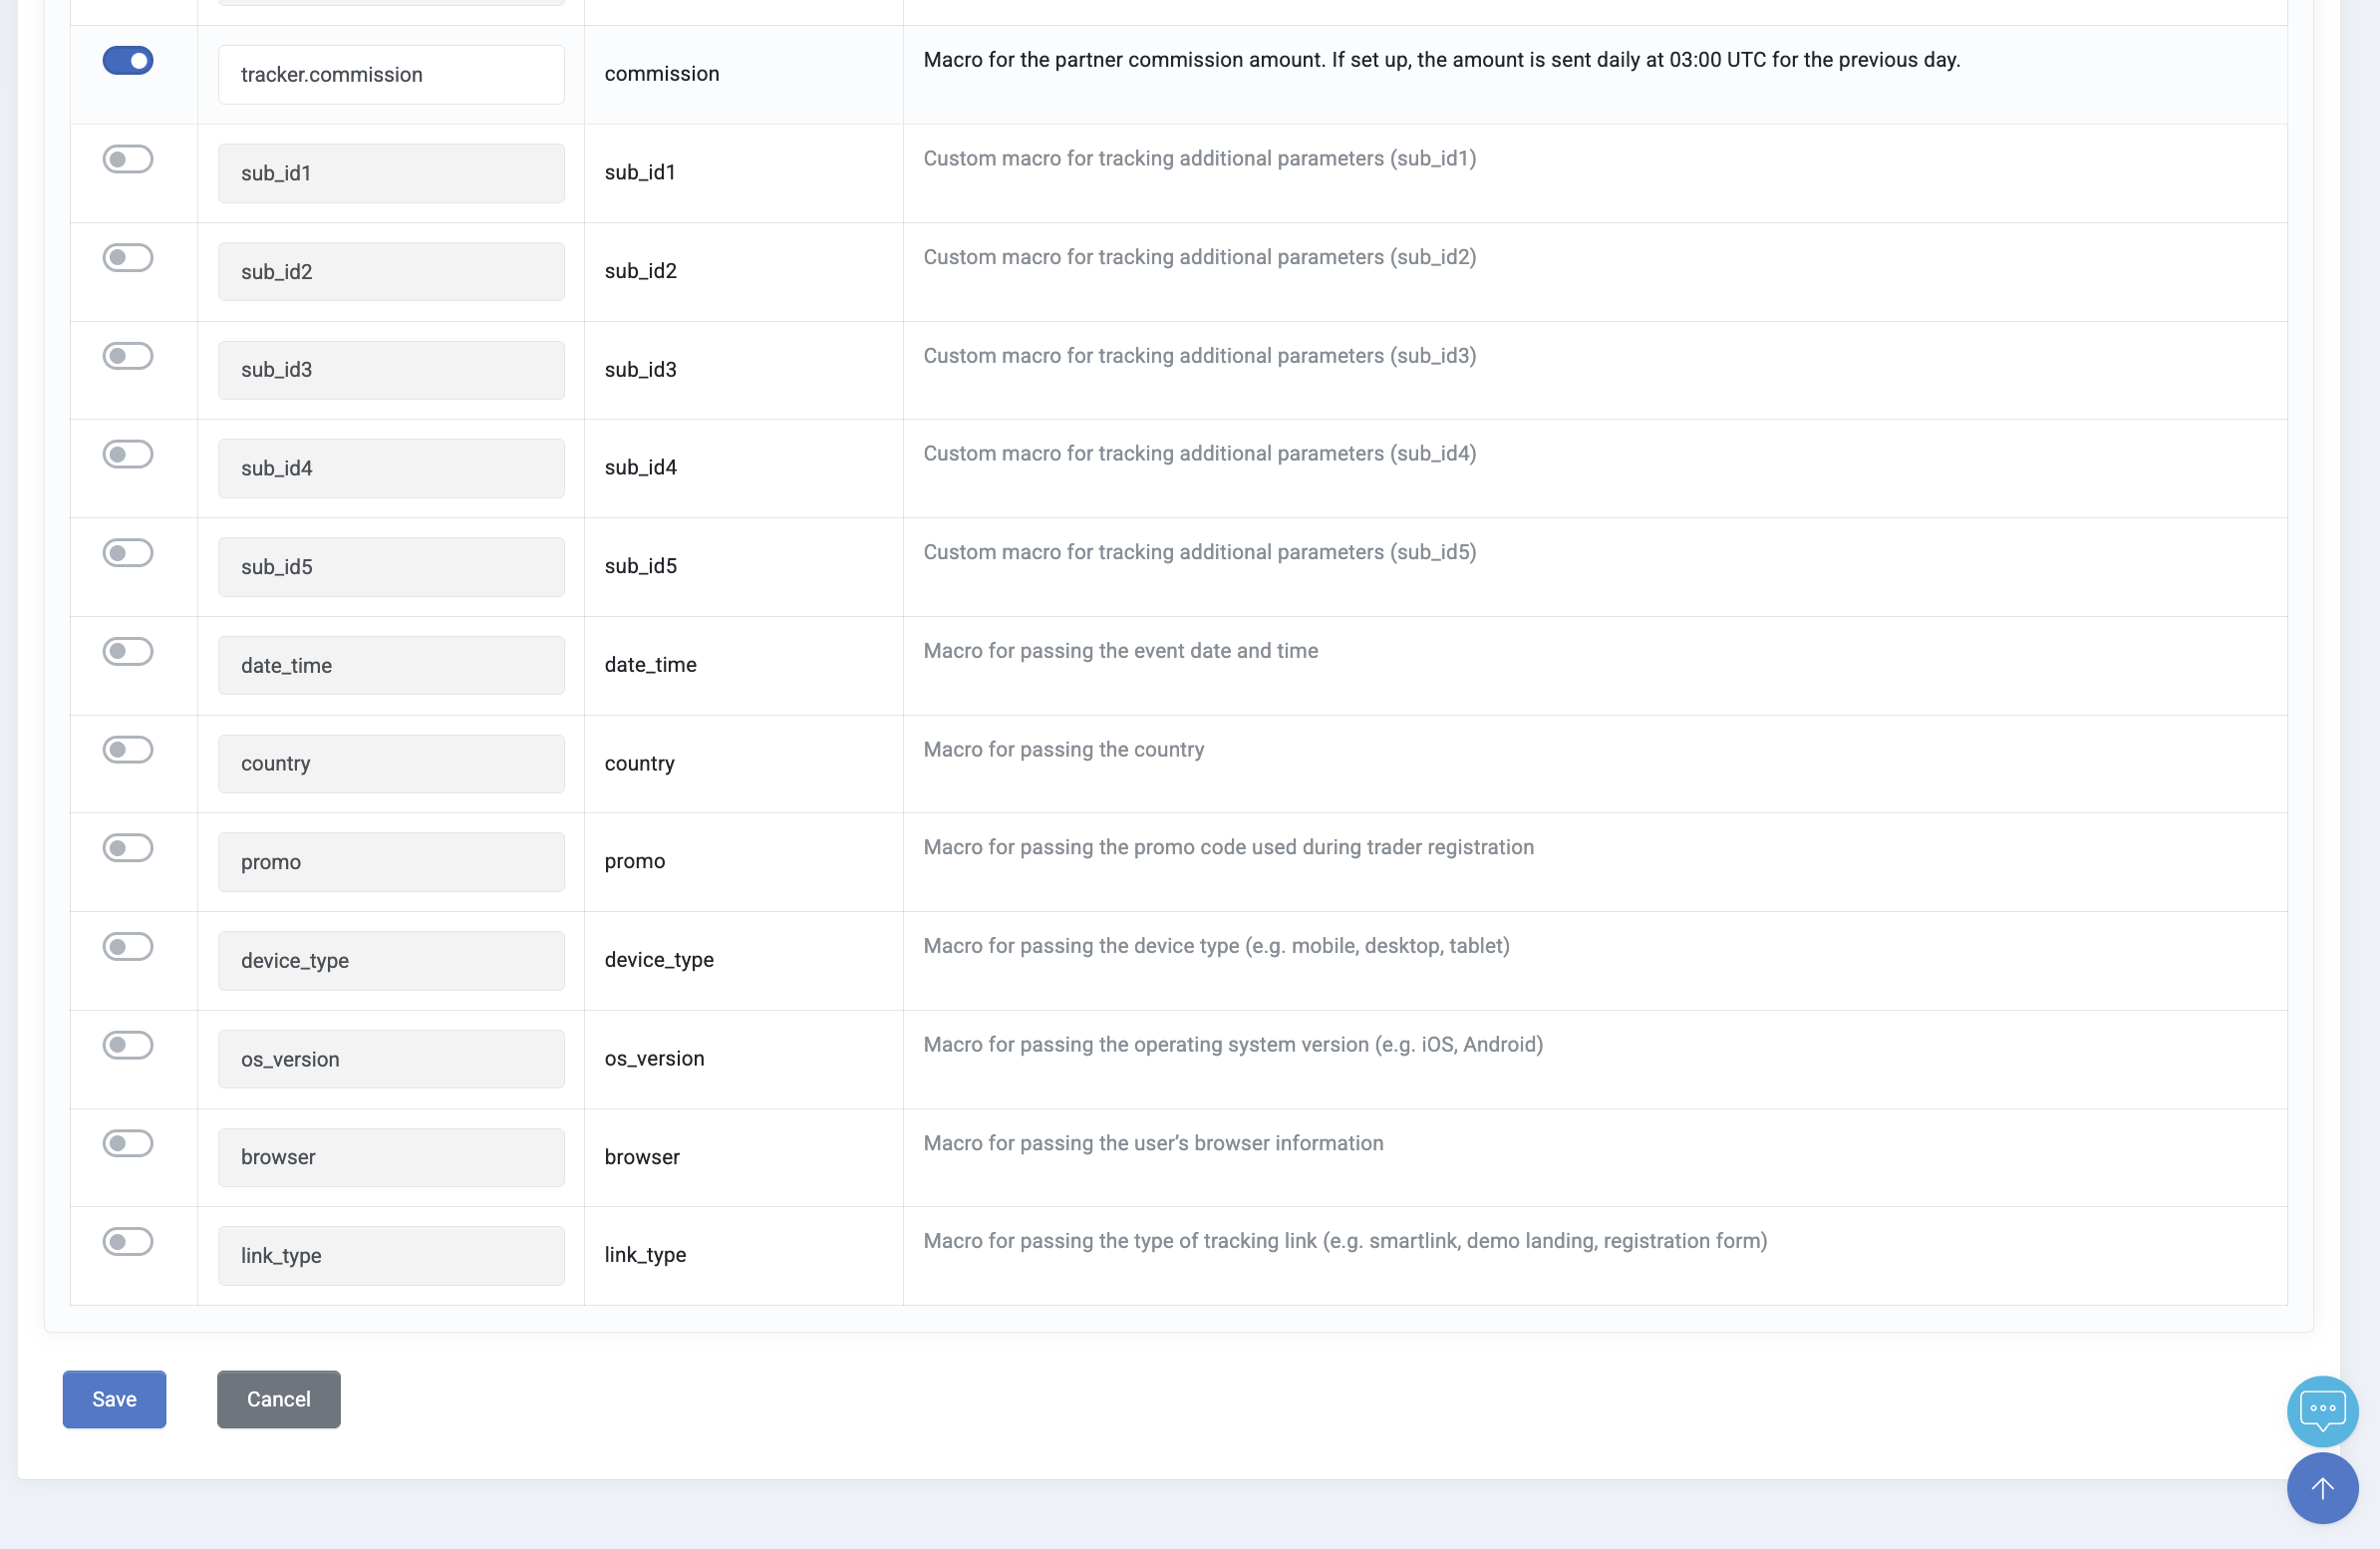 tracker.commission commission Macro for the partner commission amount. If set up, the amount is sent daily at 03:00 UTC for the previous day.
sub_id1 sub_id1 Custom macro for tracking additional parameters (sub_id1)
sub_id2 sub_id2 Custom macro for tracking additional parameters (sub_id2)
sub_id3 sub_id3 Custom macro for tracking additional parameters (sub_id3)
sub_id4 sub_id4 Custom macro for tracking additional parameters (sub_id4)
sub_id5 sub_id5 Custom macro for tracking additional parameters (sub_id5)
date_time date_time Macro for passing the event date and time
country country Macro for passing the country
promo promo Macro for passing the promo code used during trader registration
device_type device_type Macro for passing the device type (e.g. mobile, desktop, tablet)
os_version os_version Macro for passing the operating system version (e.g. iOS, Android)
browser browser Macro for passing the user’s browser information
link_type link_type Macro for passing the type of tracking link (e.g. smartlink, demo landing, registration form)
Save Cancel